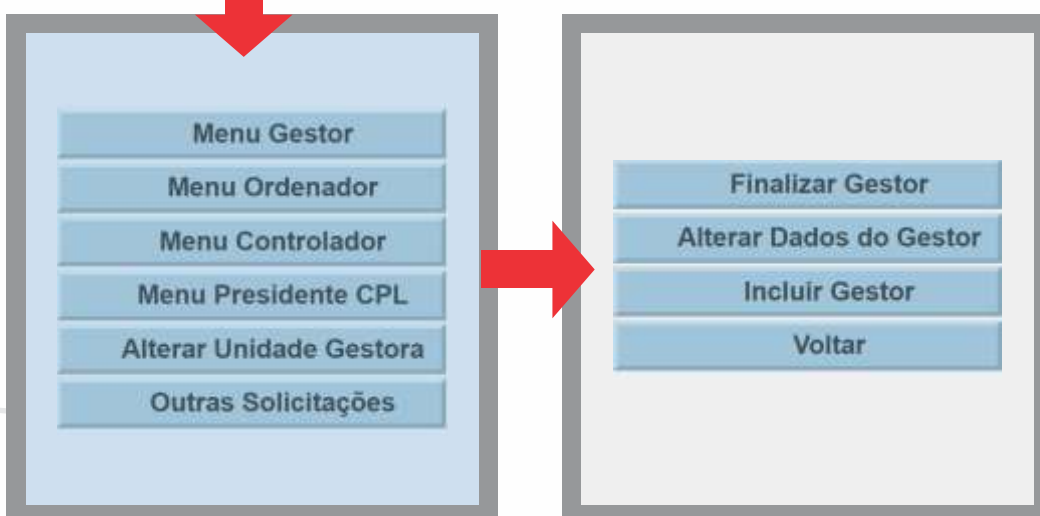 Menu Gestor
Menu Ordenador
Menu Controlador
Menu Presidente CPL
Alterar Unidade Gestora
Outras Solicitações
Finalizar Gestor
Alterar Dados do Gestor
Incluir Gestor
Voltar